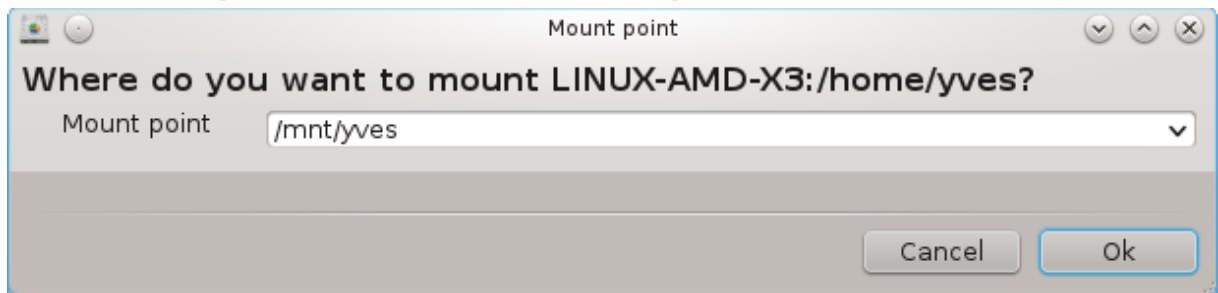 Mount point
Where do you want to mount LINUX-AMD-X3:/home/yves?
Mount point /mnt/yves
Cancel Ok